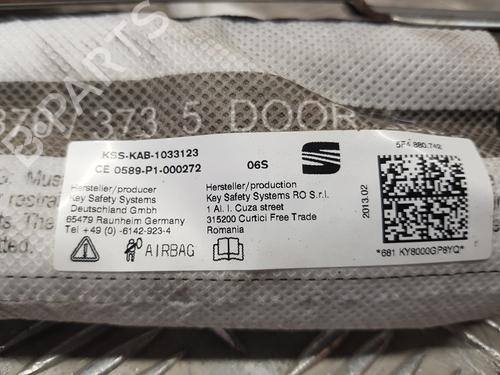 B-PARTS
373 5 DOOR
KSS-KAB-1033123
CE 0589-P1-000272
06S
Hersteller/producer
Key Safety Systems
Deutschland GmbH
65479 Raunheim Germany
Tel +49 (0) -6142-923-4
AIRBAG
Hersteller/production
Key Safety Systems RO S.r.l.
1 Al. I. Cuza street
315200 Curtici Free Trade
Romania
2013.02
5F4.880.742
*681 KY8000GP8YQ*